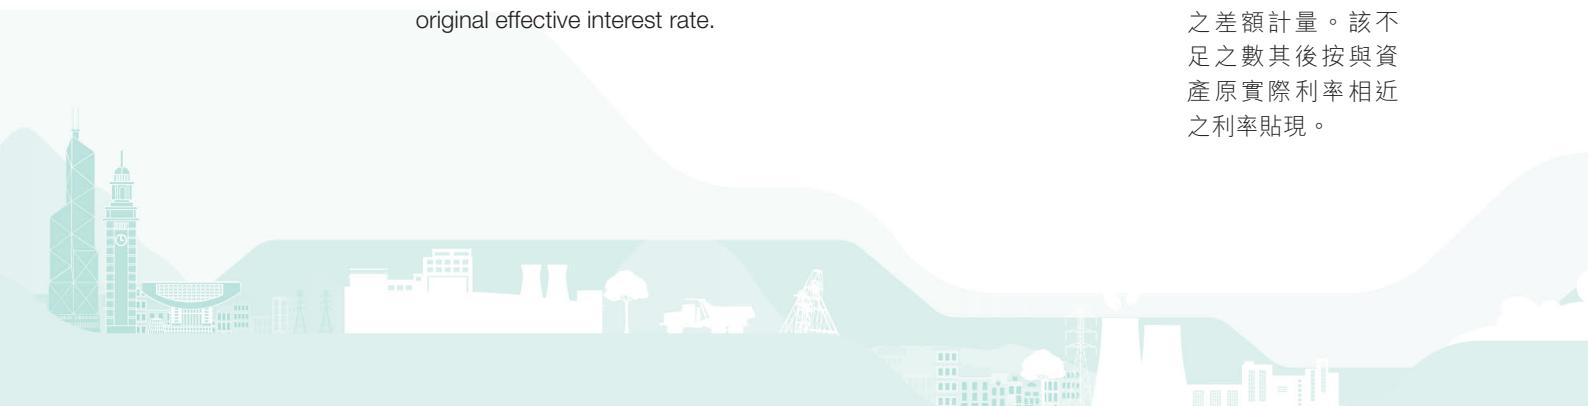 original effective interest rate.
之差額計量。該不
足之數其後按與資
產原實際利率相近
之利率貼現。